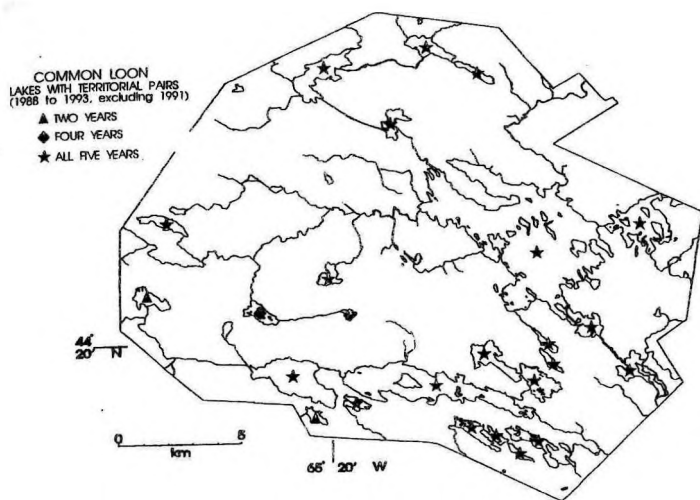 COMMON LOON
LAKES WITH TERRITORIAL PAIRS
(1988 to 1993, excluding 1991)
TWO YEARS
FOUR YEARS
ALL FIVE YEARS
44°
20' N
0 5
km
65° 20' W